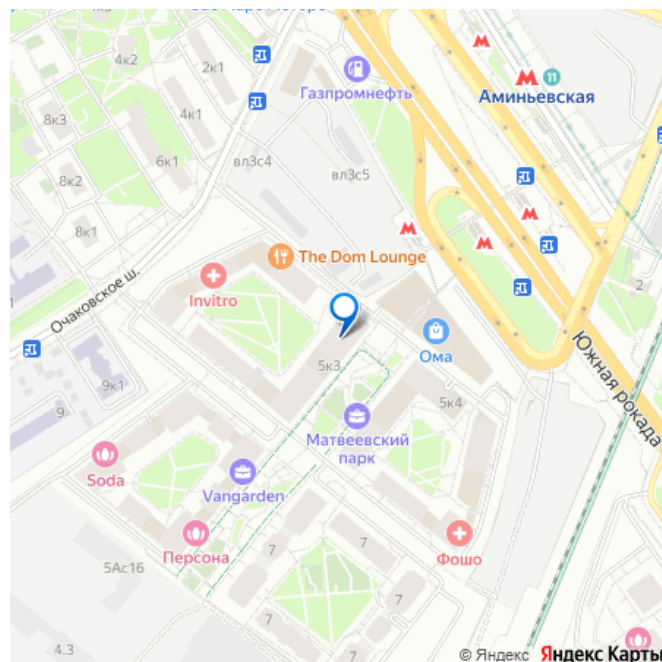 4к2
2к1
Газпромнефть
11
Аминьевская
8к3
4к1
вл3с4
вл3с5
6к1
8к2
8к1
The Dom Lounge
Invitro
2
Очаковское ш.
Ома
Южная рокада
5к3
9к1
5к4
9
Матвеевский
парк
Soda
Vangarden
Персона
7
7
Фошо
7
5Ас16
7
4.3
© Яндекс Яндекс Карты